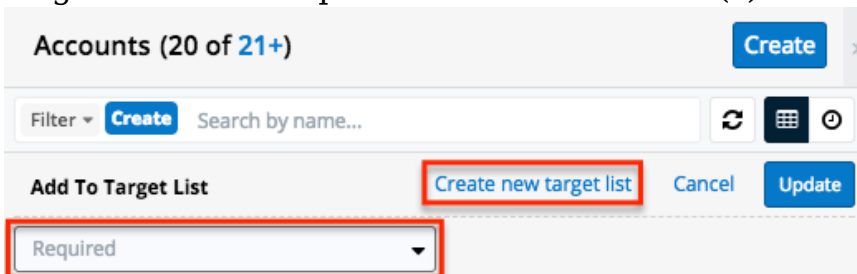 Accounts (20 of 21+) Create
Filter Create Search by name...
Add To Target List Create new target list Cancel Update
Required